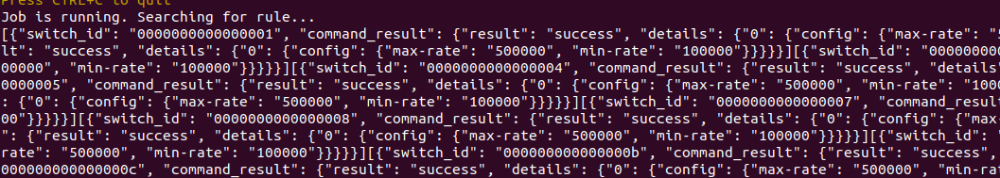 Press CTRL+C to quit
Job is running. Searching for rule...
[{"switch_id": "0000000000000001", "command_result": {"result": "success", "details": {"0": {"config": {"max-rate": "5
lt": "success", "details": {"0": {"config": {"max-rate": "500000", "min-rate": "100000"}}}}}}][{"switch_id": "00000000
00000", "min-rate": "100000"}}}}}}][{"switch_id": "0000000000000004", "command_result": {"result": "success", "details
0000005", "command_result": {"result": "success", "details": {"0": {"config": {"max-rate": "500000", "min-rate": "1000
: {"0": {"config": {"max-rate": "500000", "min-rate": "100000"}}}}}}][{"switch_id": "0000000000000007", "command_resul
00"}}}}}}][{"switch_id": "0000000000000008", "command_result": {"result": "success", "details": {"0": {"config": {"max-
": {"result": "success", "details": {"0": {"config": {"max-rate": "500000", "min-rate": "100000"}}}}}}][{"switch_id": "
rate": "500000", "min-rate": "100000"}}}}}}][{"switch_id": "000000000000000b", "command_result": {"result": "success",
000000000000000c", "command_result": {"result": "success", "details": {"0": {"config": {"max-rate": "500000", "min-ra